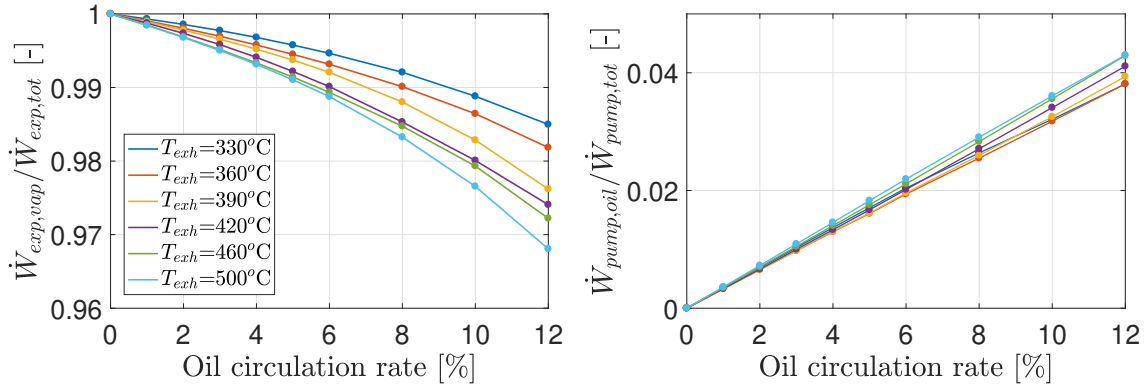 Ẇexp,vap/Ẇexp,tot [-]
1
0.99
0.98
0.97
0.96
Texh=330°C
Texh=360°C
Texh=390°C
Texh=420°C
Texh=460°C
Texh=500°C
0 2 4 6 8 10 12
Oil circulation rate [%]
Ẇpump,oil/Ẇpump,tot [-]
0.04
0.02
0
0 2 4 6 8 10 12
Oil circulation rate [%]